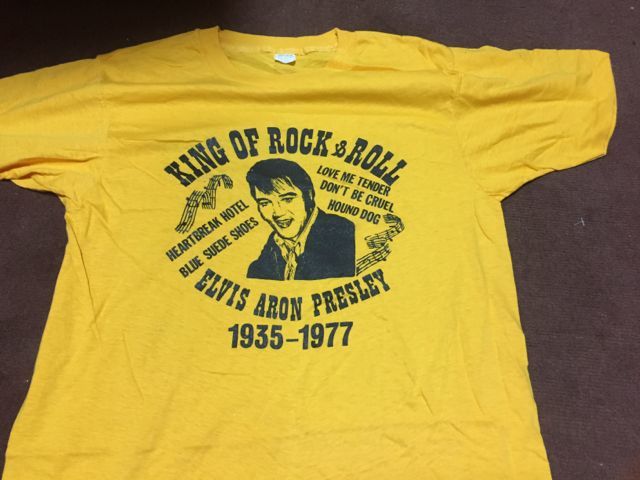 KING OF ROCK & ROLL
LOVE ME TENDER
DON'T BE CRUEL
HOUND DOG
HEARTBREAK HOTEL
BLUE SUEDE SHOES
ELVIS ARON PRESLEY
1935-1977